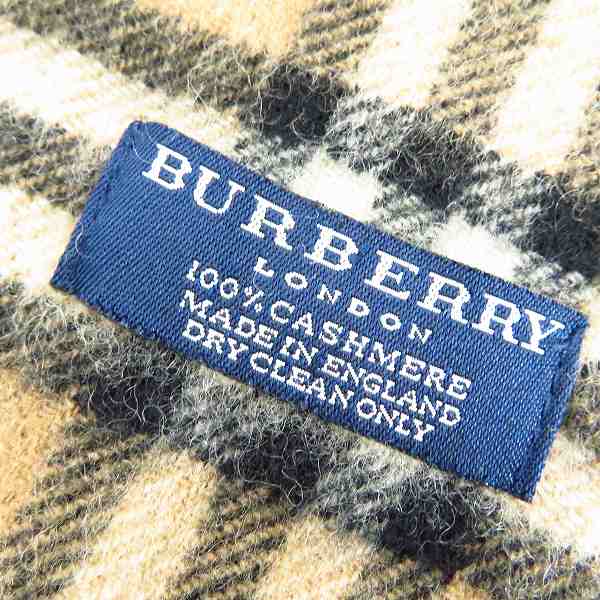 BURBERRY
LONDON
100% CASHMERE
MADE IN ENGLAND
DRY CLEAN ONLY